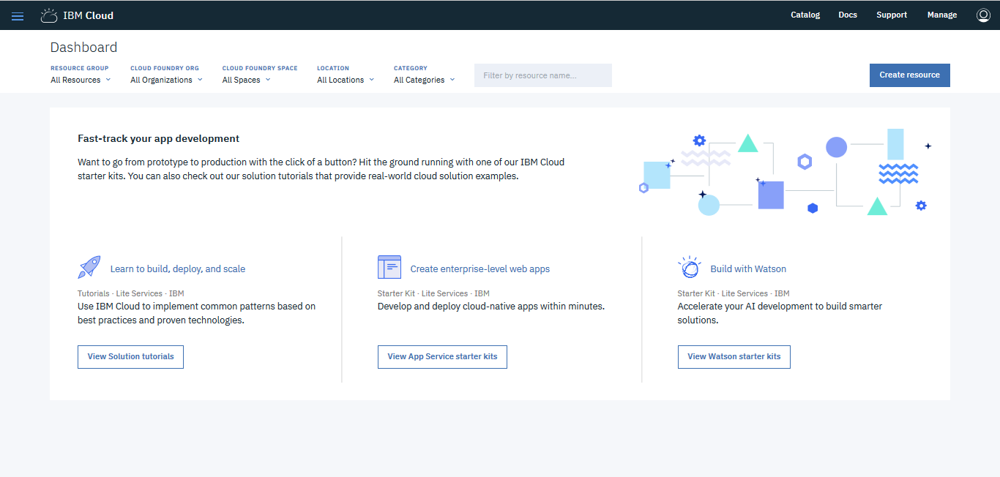 IBM Cloud
Catalog Docs Support Manage
Dashboard
RESOURCE GROUP CLOUD FOUNDRY ORG CLOUD FOUNDRY SPACE LOCATION CATEGORY
All Resources All Organizations All Spaces All Locations All Categories
Filter by resource name...
Create resource
Fast-track your app development
Want to go from prototype to production with the click of a button? Hit the ground running with one of our IBM Cloud
starter kits. You can also check out our solution tutorials that provide real-world cloud solution examples.
Learn to build, deploy, and scale
Tutorials · Lite Services · IBM
Use IBM Cloud to implement common patterns based on
best practices and proven technologies.
View Solution tutorials
Create enterprise-level web apps
Starter Kit · Lite Services · IBM
Develop and deploy cloud-native apps within minutes.
View App Service starter kits
Build with Watson
Starter Kit · Lite Services · IBM
Accelerate your AI development to build smarter
solutions.
View Watson starter kits